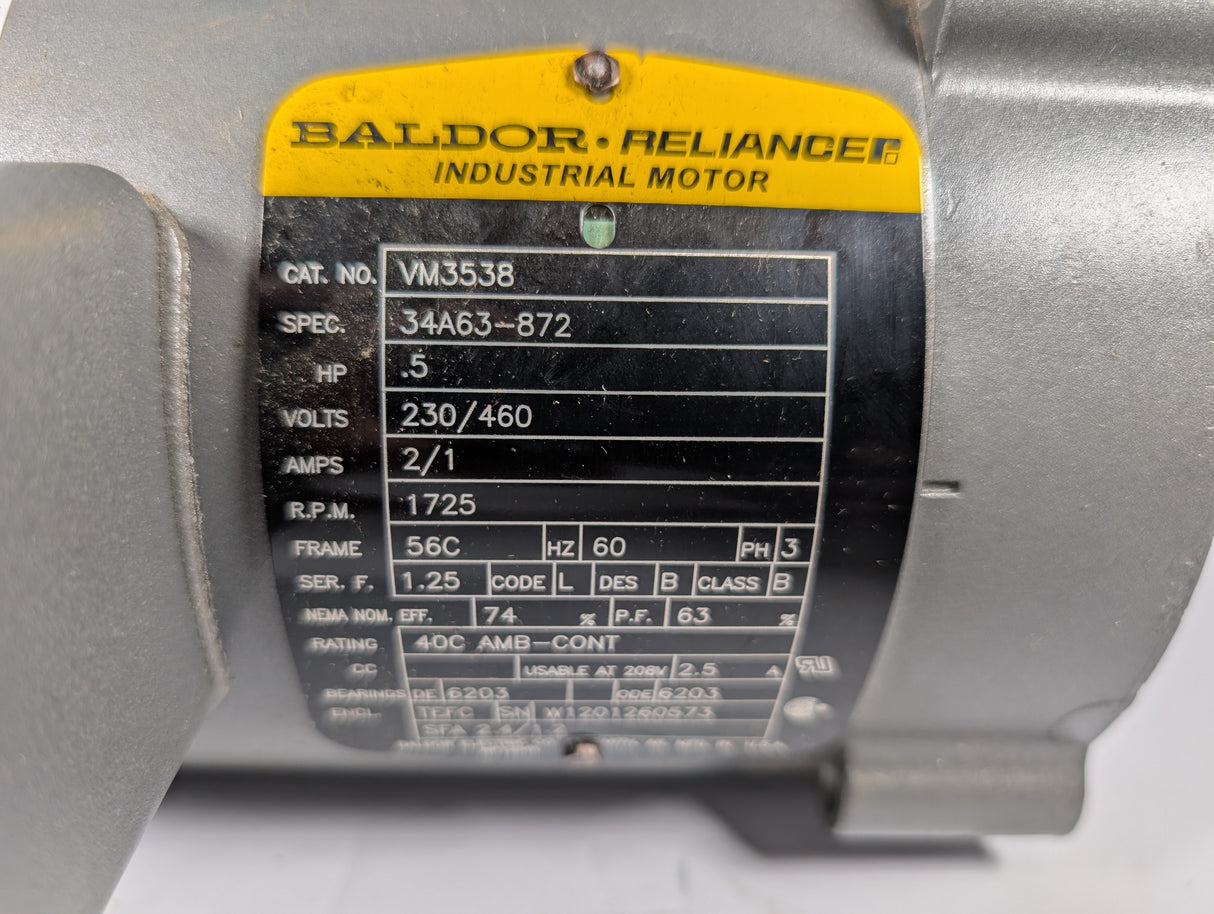 BALDOR • RELIANCER
INDUSTRIAL MOTOR
CAT. NO. VM3538
SPEC. 34A63-872
HP .5
VOLTS 230/460
AMPS 2/1
R.P.M. 1725
FRAME 56C HZ 60 PH 3
SER. F. 1.25 CODE L DES B CLASS B
NEMA NOM. EFF. 74 % P.F. 63 %
RATING 40C AMB-CONT
CC USABLE AT 208V 2.5 A
BEARINGS DE 6203 ODE 6203
ENCL. TEFC SN W1201260573
SFA